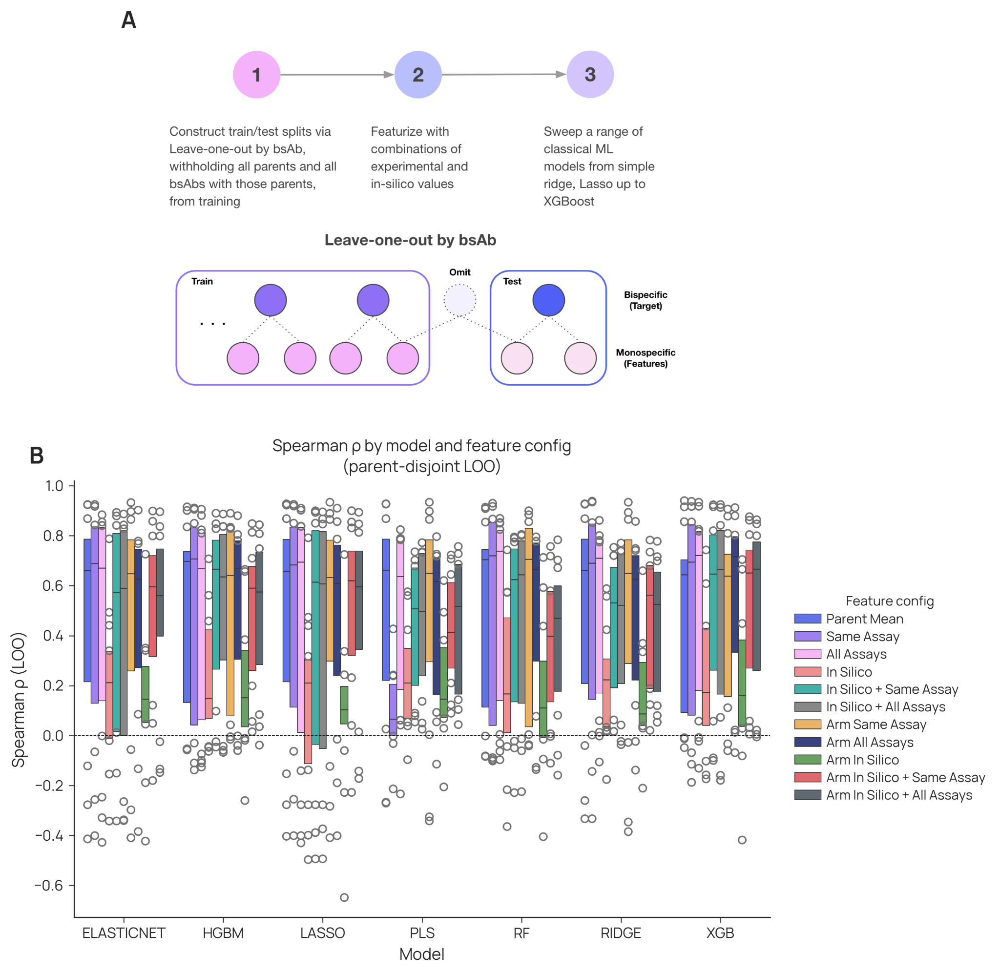 A
1
2
3
Construct train/test splits via
Leave-one-out by bsAb,
withholding all parents and all
bsAbs with those parents,
from training
Featurize with
combinations of
experimental and
in-silico values
Sweep a range of
classical ML
models from simple
ridge, Lasso up to
XGBoost
Leave-one-out by bsAb
Train
Omit
Test
Bispecific
(Target)
. . .
Monospecific
(Features)
B
Spearman ρ by model and feature config
(parent-disjoint LOO)
Spearman ρ (LOO)
1.0
0.8
0.6
0.4
0.2
0.0
−0.2
−0.4
−0.6
ELASTICNET
HGBM
LASSO
PLS
RF
RIDGE
XGB
Model
Feature config
Parent Mean
Same Assay
All Assays
In Silico
In Silico + Same Assay
In Silico + All Assays
Arm Same Assay
Arm All Assays
Arm In Silico
Arm In Silico + Same Assay
Arm In Silico + All Assays